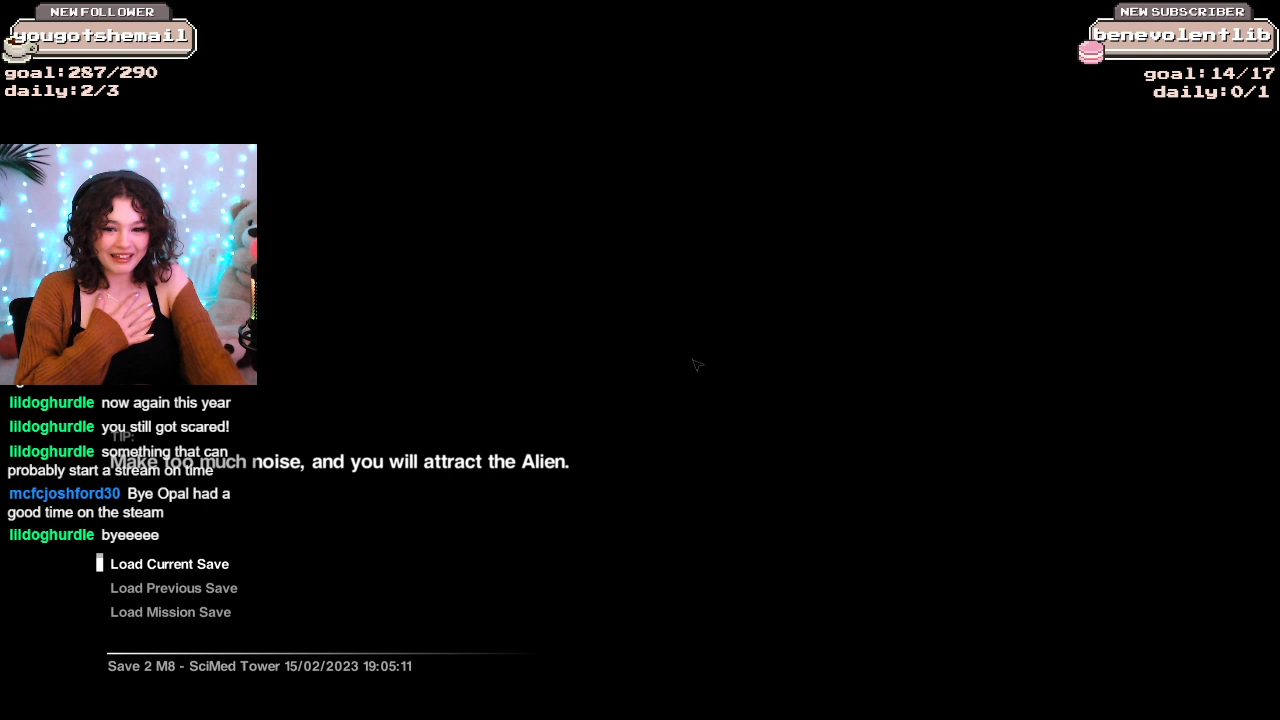 NEW FOLLOWER
yougotshemail
goal:287/290
daily:2/3
NEW SUBSCRIBER
benevolentlib
goal:14/17
daily:0/1
lildoghurdle now again this year
lildoghurdle you still got scared!
TIP:
lildoghurdle something that can
probably start a stream on time
Make too much noise, and you will attract the Alien.
mcfcjoshford30 Bye Opal had a
good time on the steam
lildoghurdle byeeeee
Load Current Save
Load Previous Save
Load Mission Save
Save 2 M8 - SciMed Tower 15/02/2023 19:05:11